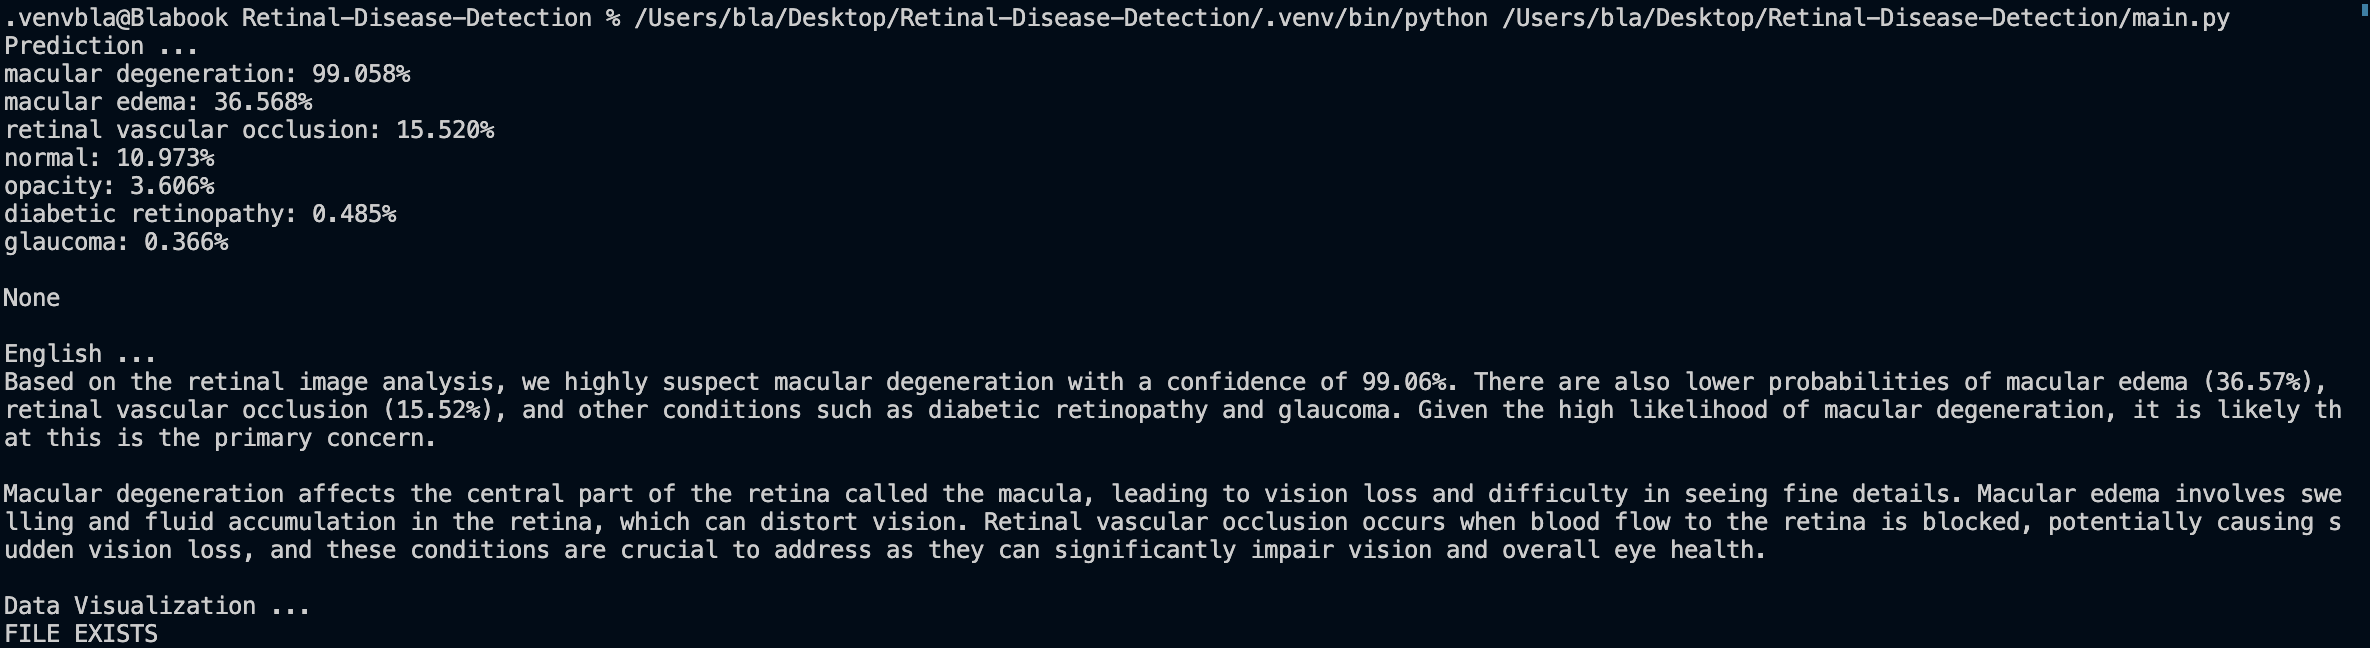 .venvbla@Blabook Retinal-Disease-Detection % /Users/bla/Desktop/Retinal-Disease-Detection/.venv/bin/python /Users/bla/Desktop/Retinal-Disease-Detection/main.py
Prediction ...
macular degeneration: 99.058%
macular edema: 36.568%
retinal vascular occlusion: 15.520%
normal: 10.973%
opacity: 3.606%
diabetic retinopathy: 0.485%
glaucoma: 0.366%
None
English ...
Based on the retinal image analysis, we highly suspect macular degeneration with a confidence of 99.06%. There are also lower probabilities of macular edema (36.57%),
retinal vascular occlusion (15.52%), and other conditions such as diabetic retinopathy and glaucoma. Given the high likelihood of macular degeneration, it is likely th
at this is the primary concern.
Macular degeneration affects the central part of the retina called the macula, leading to vision loss and difficulty in seeing fine details. Macular edema involves swe
lling and fluid accumulation in the retina, which can distort vision. Retinal vascular occlusion occurs when blood flow to the retina is blocked, potentially causing s
udden vision loss, and these conditions are crucial to address as they can significantly impair vision and overall eye health.
Data Visualization ...
FILE EXISTS